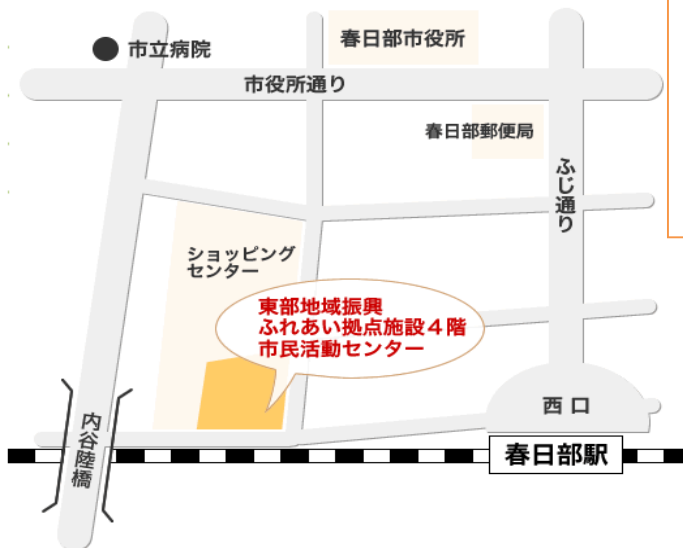 春日部市役所
市立病院
市役所通り
春日部郵便局
ふじ通り
ショッピング
センター
東部地域振興
ふれあい拠点施設4階
市民活動センター
西口
内谷陸橋
春日部駅